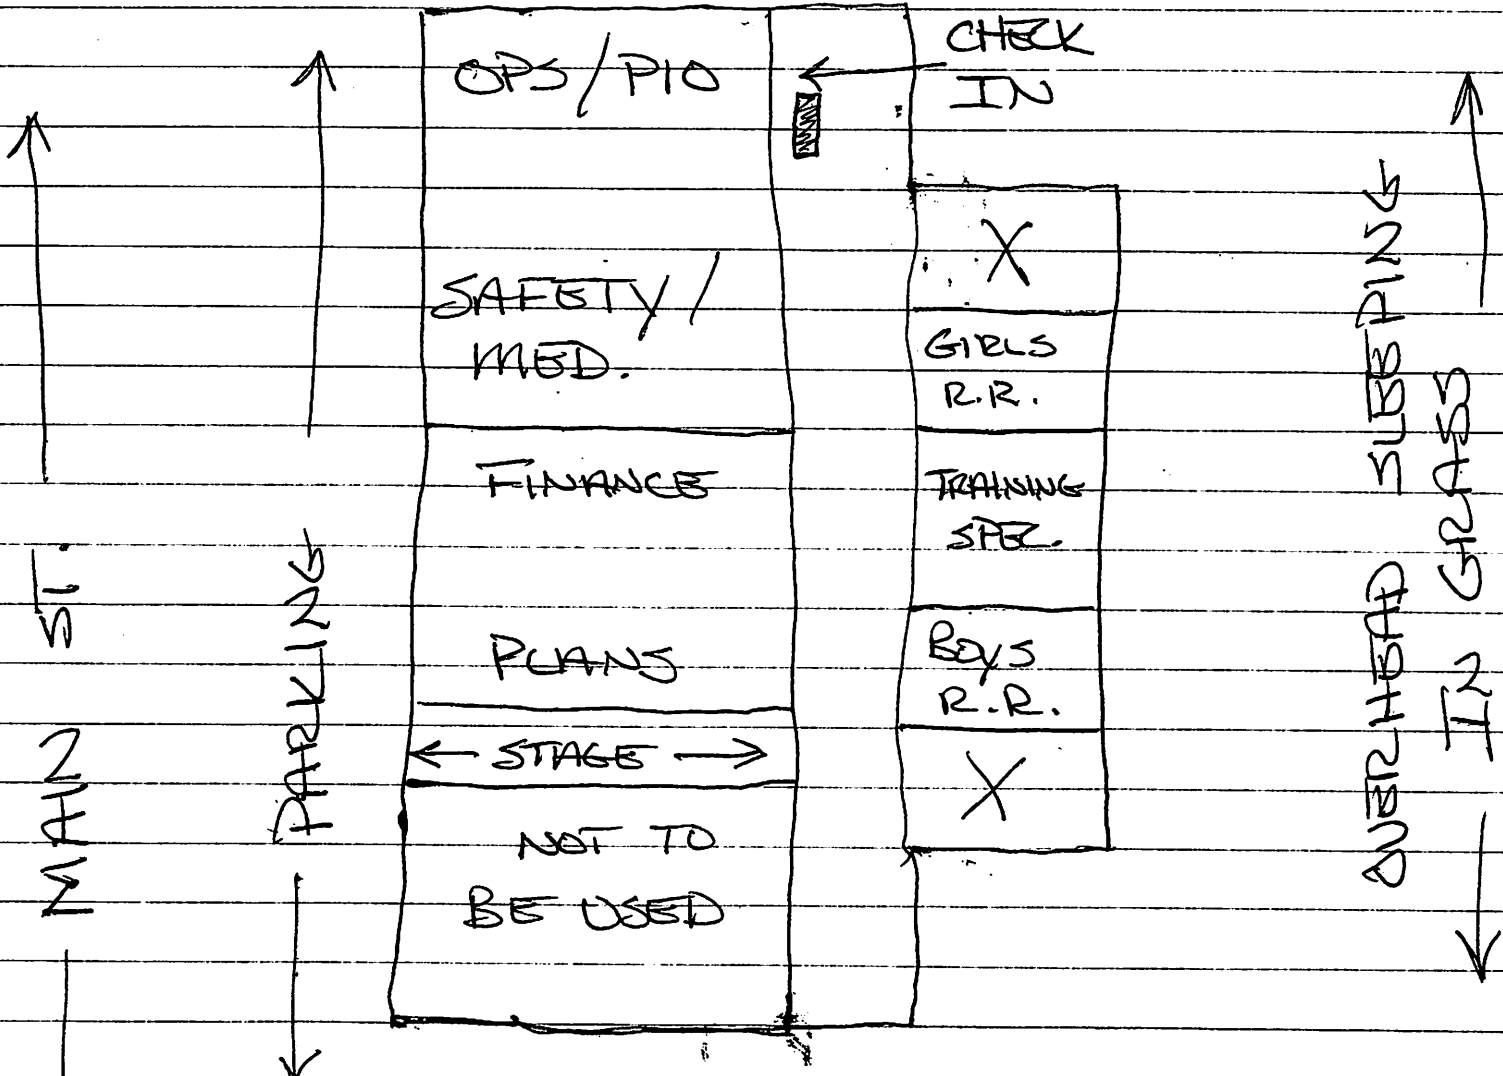 OPS/PIO
CHECK
IN
SAFETY/
MED.
X
GIRLS
R.R.
FINANCE
TRAINING
SPEC.
PLANS
BOYS
R.R.
STAGE
X
NOT TO
BE USED
MAIN ST.
PARKING
OVERHEAD SLEEPING
IN GRASS